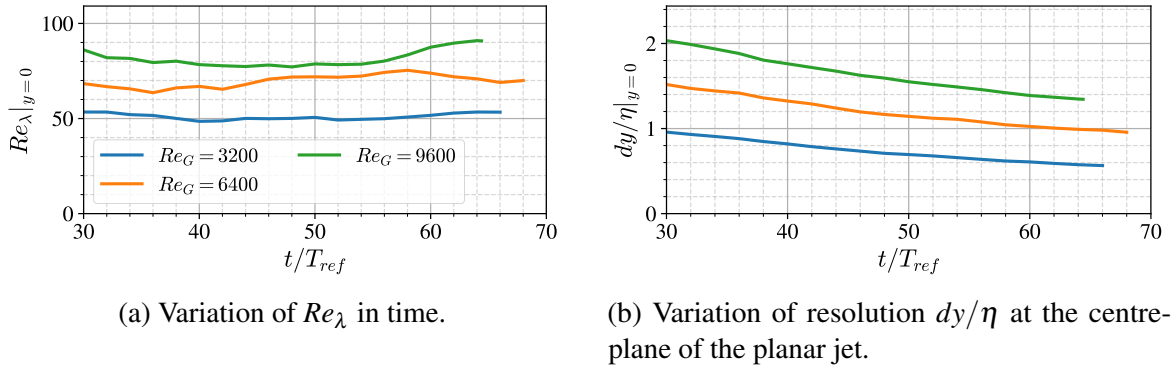 100
50
0
30
40
50
60
70
Re_λ|_{y=0}
t/T_{ref}
Re_G = 3200
Re_G = 6400
Re_G = 9600
(a) Variation of Re_λ in time.
2
1
0
30
40
50
60
70
dy/η|_{y=0}
t/T_{ref}
(b) Variation of resolution dy/η at the centre-
plane of the planar jet.